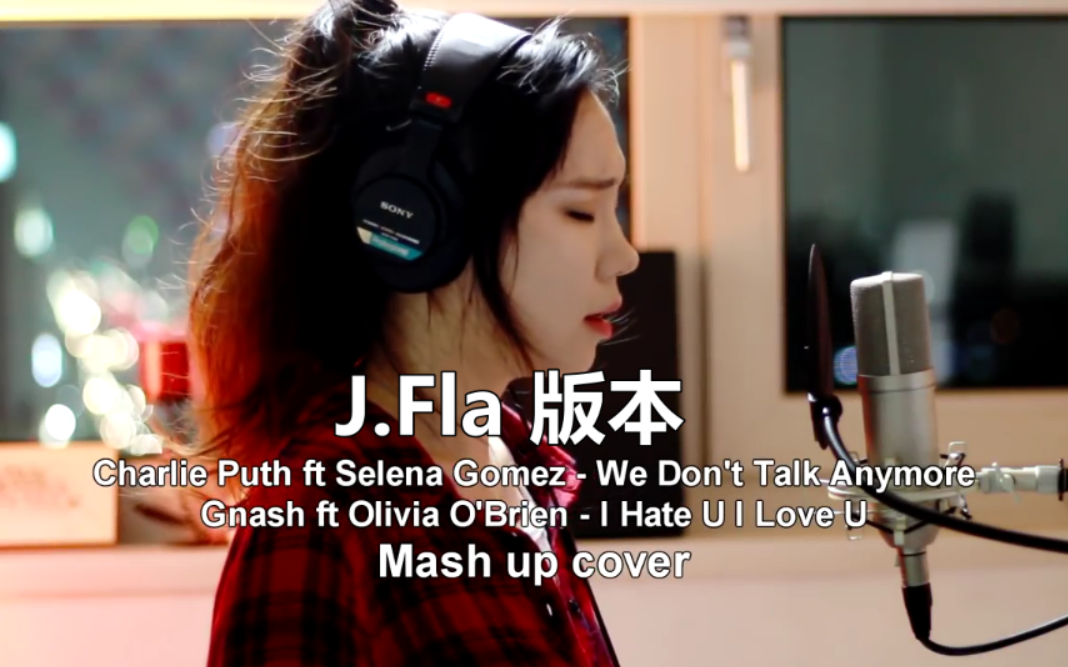 SONY
J.Fla 版本
Charlie Puth ft Selena Gomez - We Don't Talk Anymore
Gnash ft Olivia O'Brien - I Hate U I Love U
Mash up cover